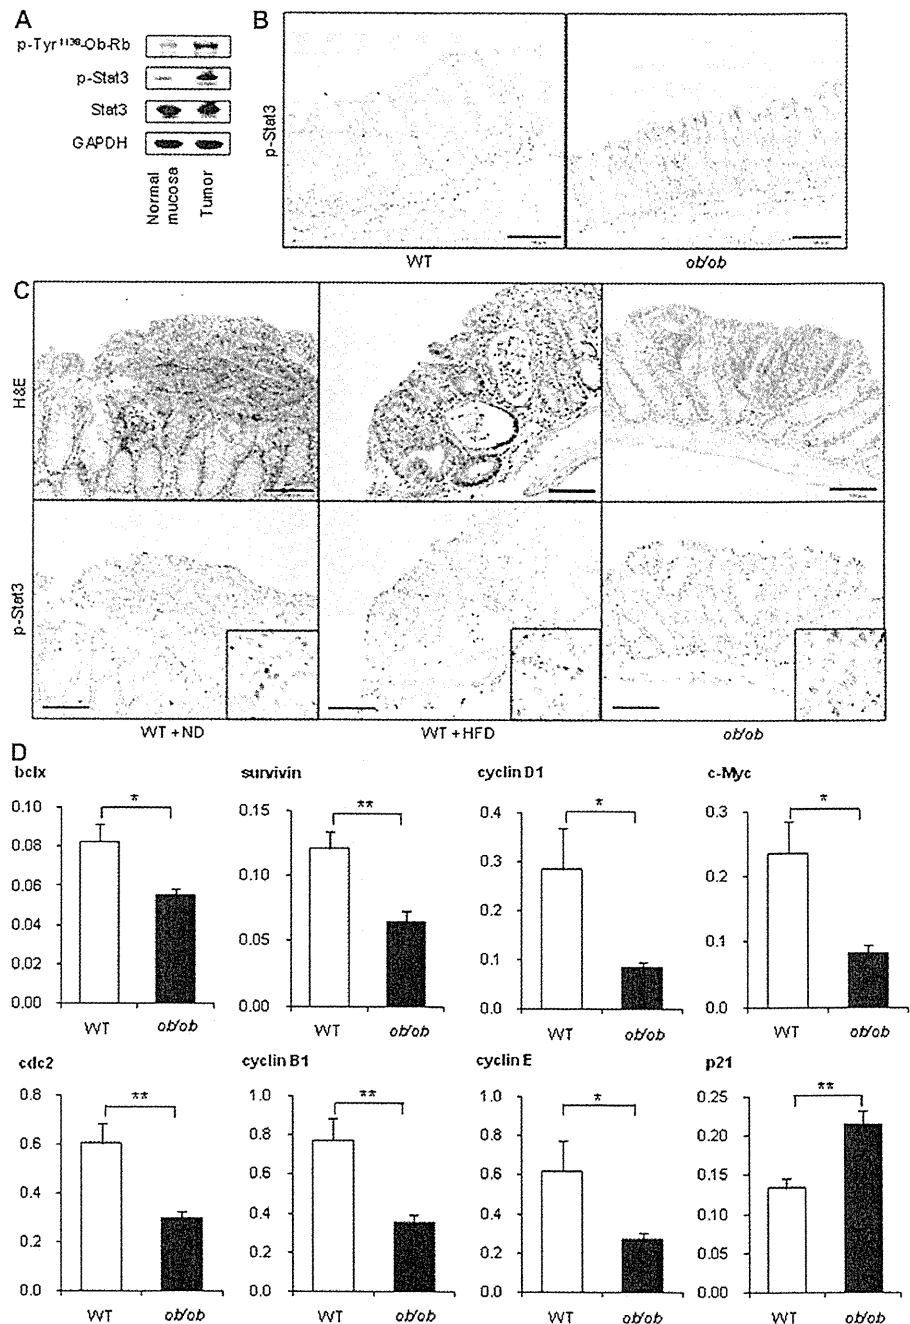 A
p-Tyr1138-Ob-Rb
p-Stat3
Stat3
GAPDH
Normal mucosa
Tumor
B
p-Stat3
WT
ob/ob
C
H&E
p-Stat3
WT +ND
WT +HFD
ob/ob
D
bclx
survivin
cyclin D1
c-Myc
*
**
*
*
0.10
0.08
0.06
0.04
0.02
0.00
WT
ob/ob
0.15
0.10
0.05
0.00
WT
ob/ob
0.4
0.3
0.2
0.1
0.0
WT
ob/ob
0.3
0.2
0.1
0.0
WT
ob/ob
cdc2
cyclin B1
cyclin E
p21
**
**
*
**
0.8
0.6
0.4
0.2
0.0
WT
ob/ob
1.0
0.8
0.6
0.4
0.2
0.0
WT
ob/ob
1.0
0.8
0.6
0.4
0.2
0.0
WT
ob/ob
0.25
0.20
0.15
0.10
0.05
0.00
WT
ob/ob